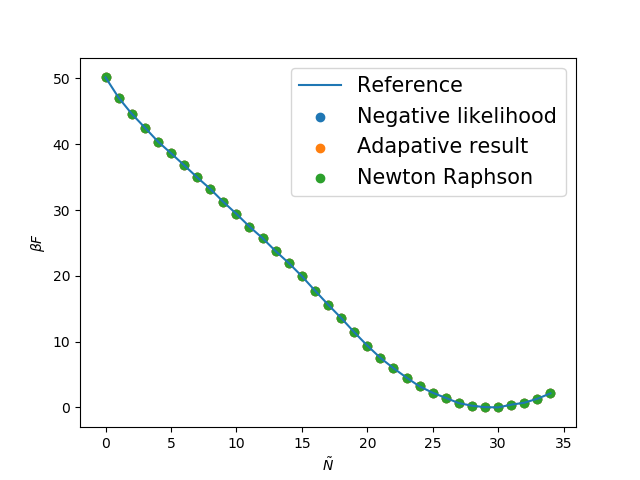 50
40
30
20
10
0
βF
Reference
Negative likelihood
Adapative result
Newton Raphson
0 5 10 15 20 25 30 35
Ñ